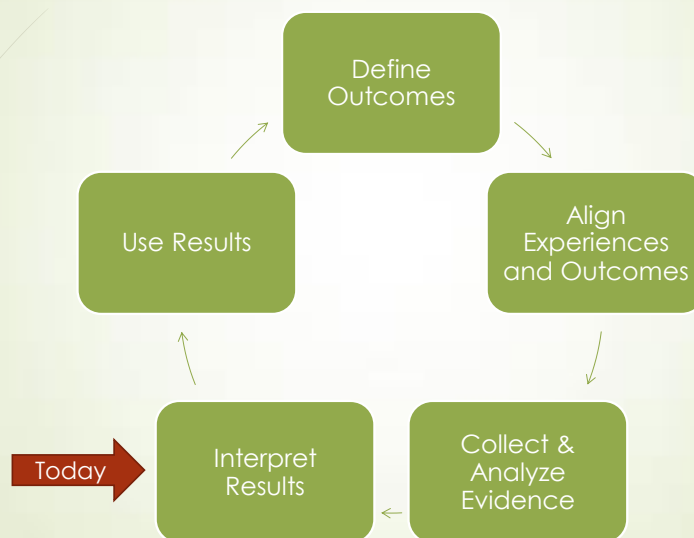 Define
Outcomes
Align
Experiences
and Outcomes
Use Results
Today
Interpret
Results
Collect &
Analyze
Evidence